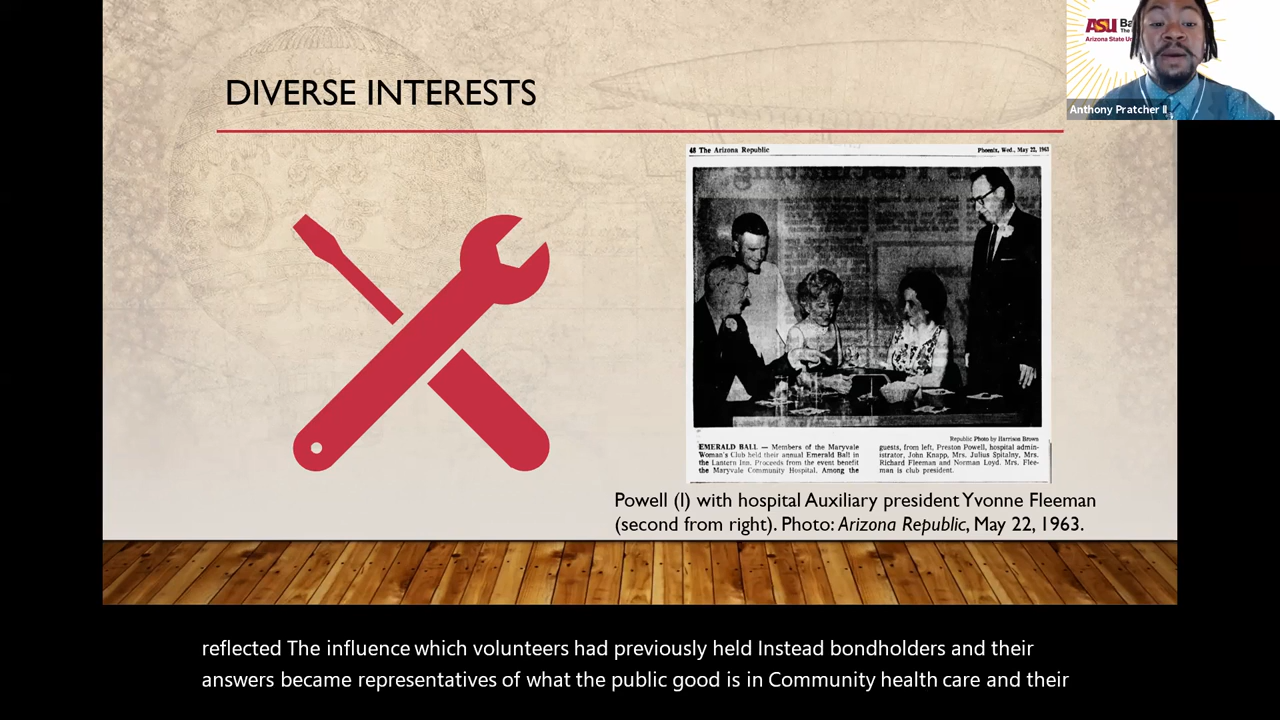 DIVERSE INTERESTS
ASU Ba
The
Arizona State Un
Anthony Pratcher II
48 The Arizona Republic
Phoenix, Wed., May 22, 1963
Republic Photo by Harrison Brown
EMERALD BALL — Members of the Maryvale
Woman's Club held their annual Emerald Ball in
the Lantern Inn. Proceeds from the event benefit
the Maryvale Community Hospital. Among the
guests, from left, Preston Powell, hospital admin-
istrator, John Knapp, Mrs. Julius Spitalny, Mrs.
Richard Fleeman and Norman Loyd. Mrs. Flee-
man is club president.
Powell (l) with hospital Auxiliary president Yvonne Fleeman
(second from right). Photo: Arizona Republic, May 22, 1963.
reflected The influence which volunteers had previously held Instead bondholders and their
answers became representatives of what the public good is in Community health care and their